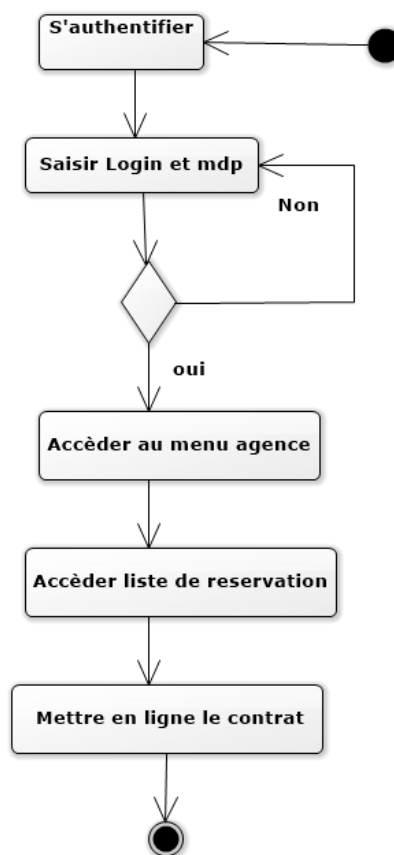 S'authentifier
Saisir Login et mdp
Non
oui
Accèder au menu agence
Accèder liste de reservation
Mettre en ligne le contrat